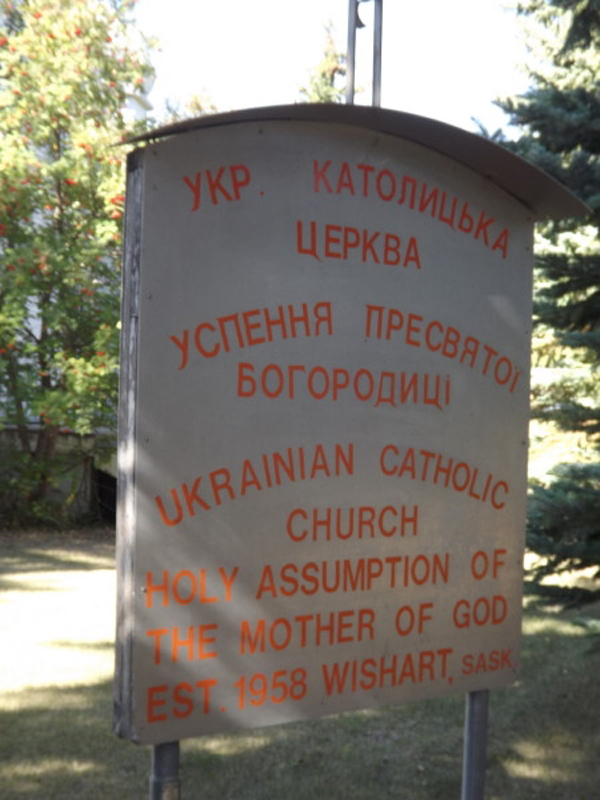 УКР. КАТОЛИЦЬКА
ЦЕРКВА
УСПЕННЯ ПРЕСВЯТОЇ
БОГОРОДИЦІ
UKRAINIAN CATHOLIC
CHURCH
HOLY ASSUMPTION OF
THE MOTHER OF GOD
EST. 1958 WISHART, SASK.